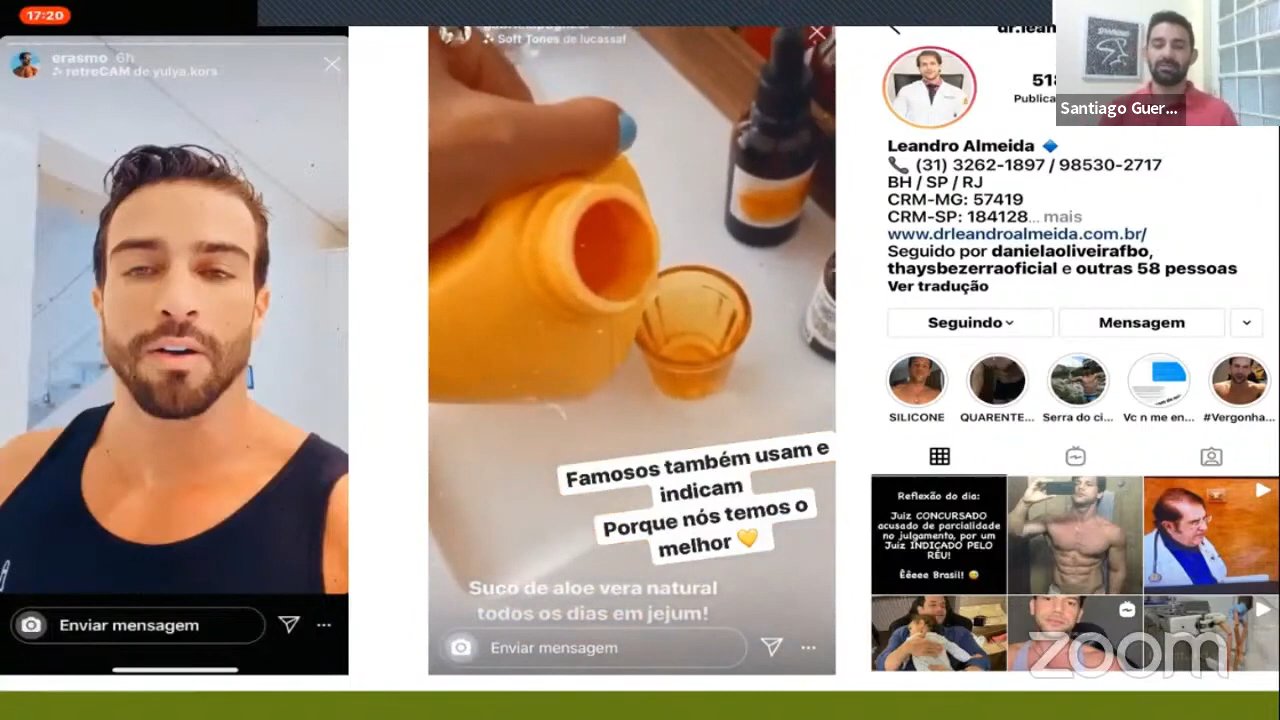 17:20
erasmo 6h
retreCAM de yulya.kors
Enviar mensagem
Soft Tones de lucassaf
Famosos também usam e
indicam
Porque nós temos o
melhor 💛
Suco de aloe vera natural
todos os dias em jejum!
Enviar mensagem
dr.lean
518
Publica
Santiago Guer...
Leandro Almeida 🔹
📞 (31) 3262-1897 / 98530-2717
BH / SP / RJ
CRM-MG: 57419
CRM-SP: 184128... mais
www.drleandroalmeida.com.br/
Seguido por danielaoliveirafbo,
thaysbezerraoficial e outras 58 pessoas
Ver tradução
Seguindo
Mensagem
SILICONE
QUARENTE...
Serra do ci...
Vc n me en...
#Vergonha...
Reflexão do dia:
Juiz CONCURSADO
acusado de parcialidade
no julgamento, por um
Juiz INDICADO PELO
RÉU!
Êêeee Brasil! 😅
zoom